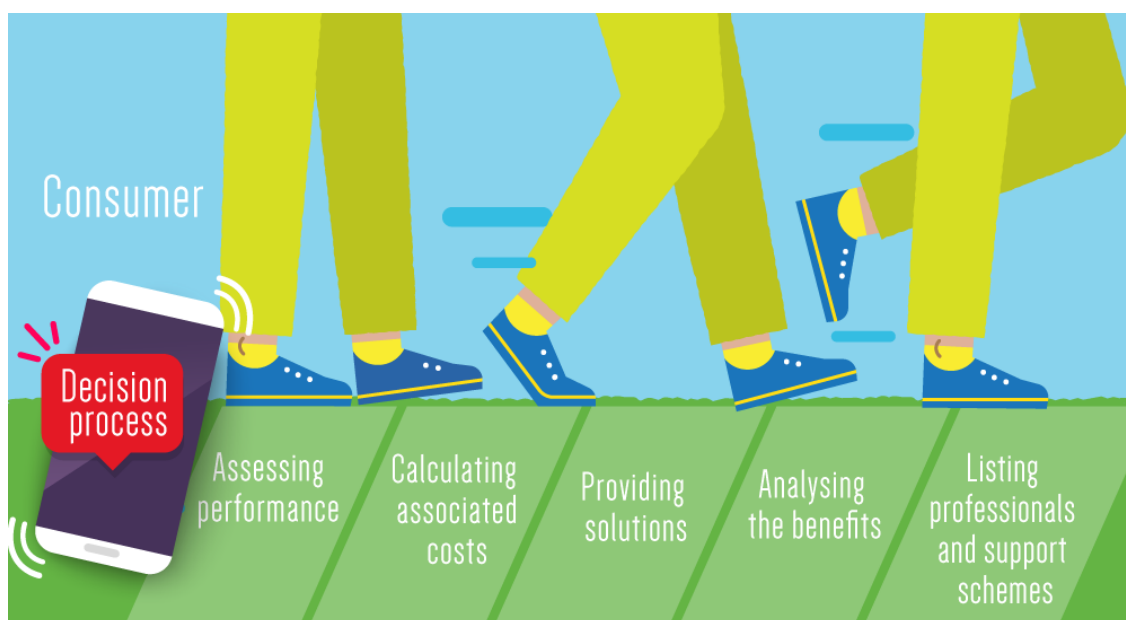 Consumer
Decision
process
Assessing
performance
Calculating
associated
costs
Providing
solutions
Analysing
the benefits
Listing
professionals
and support
schemes